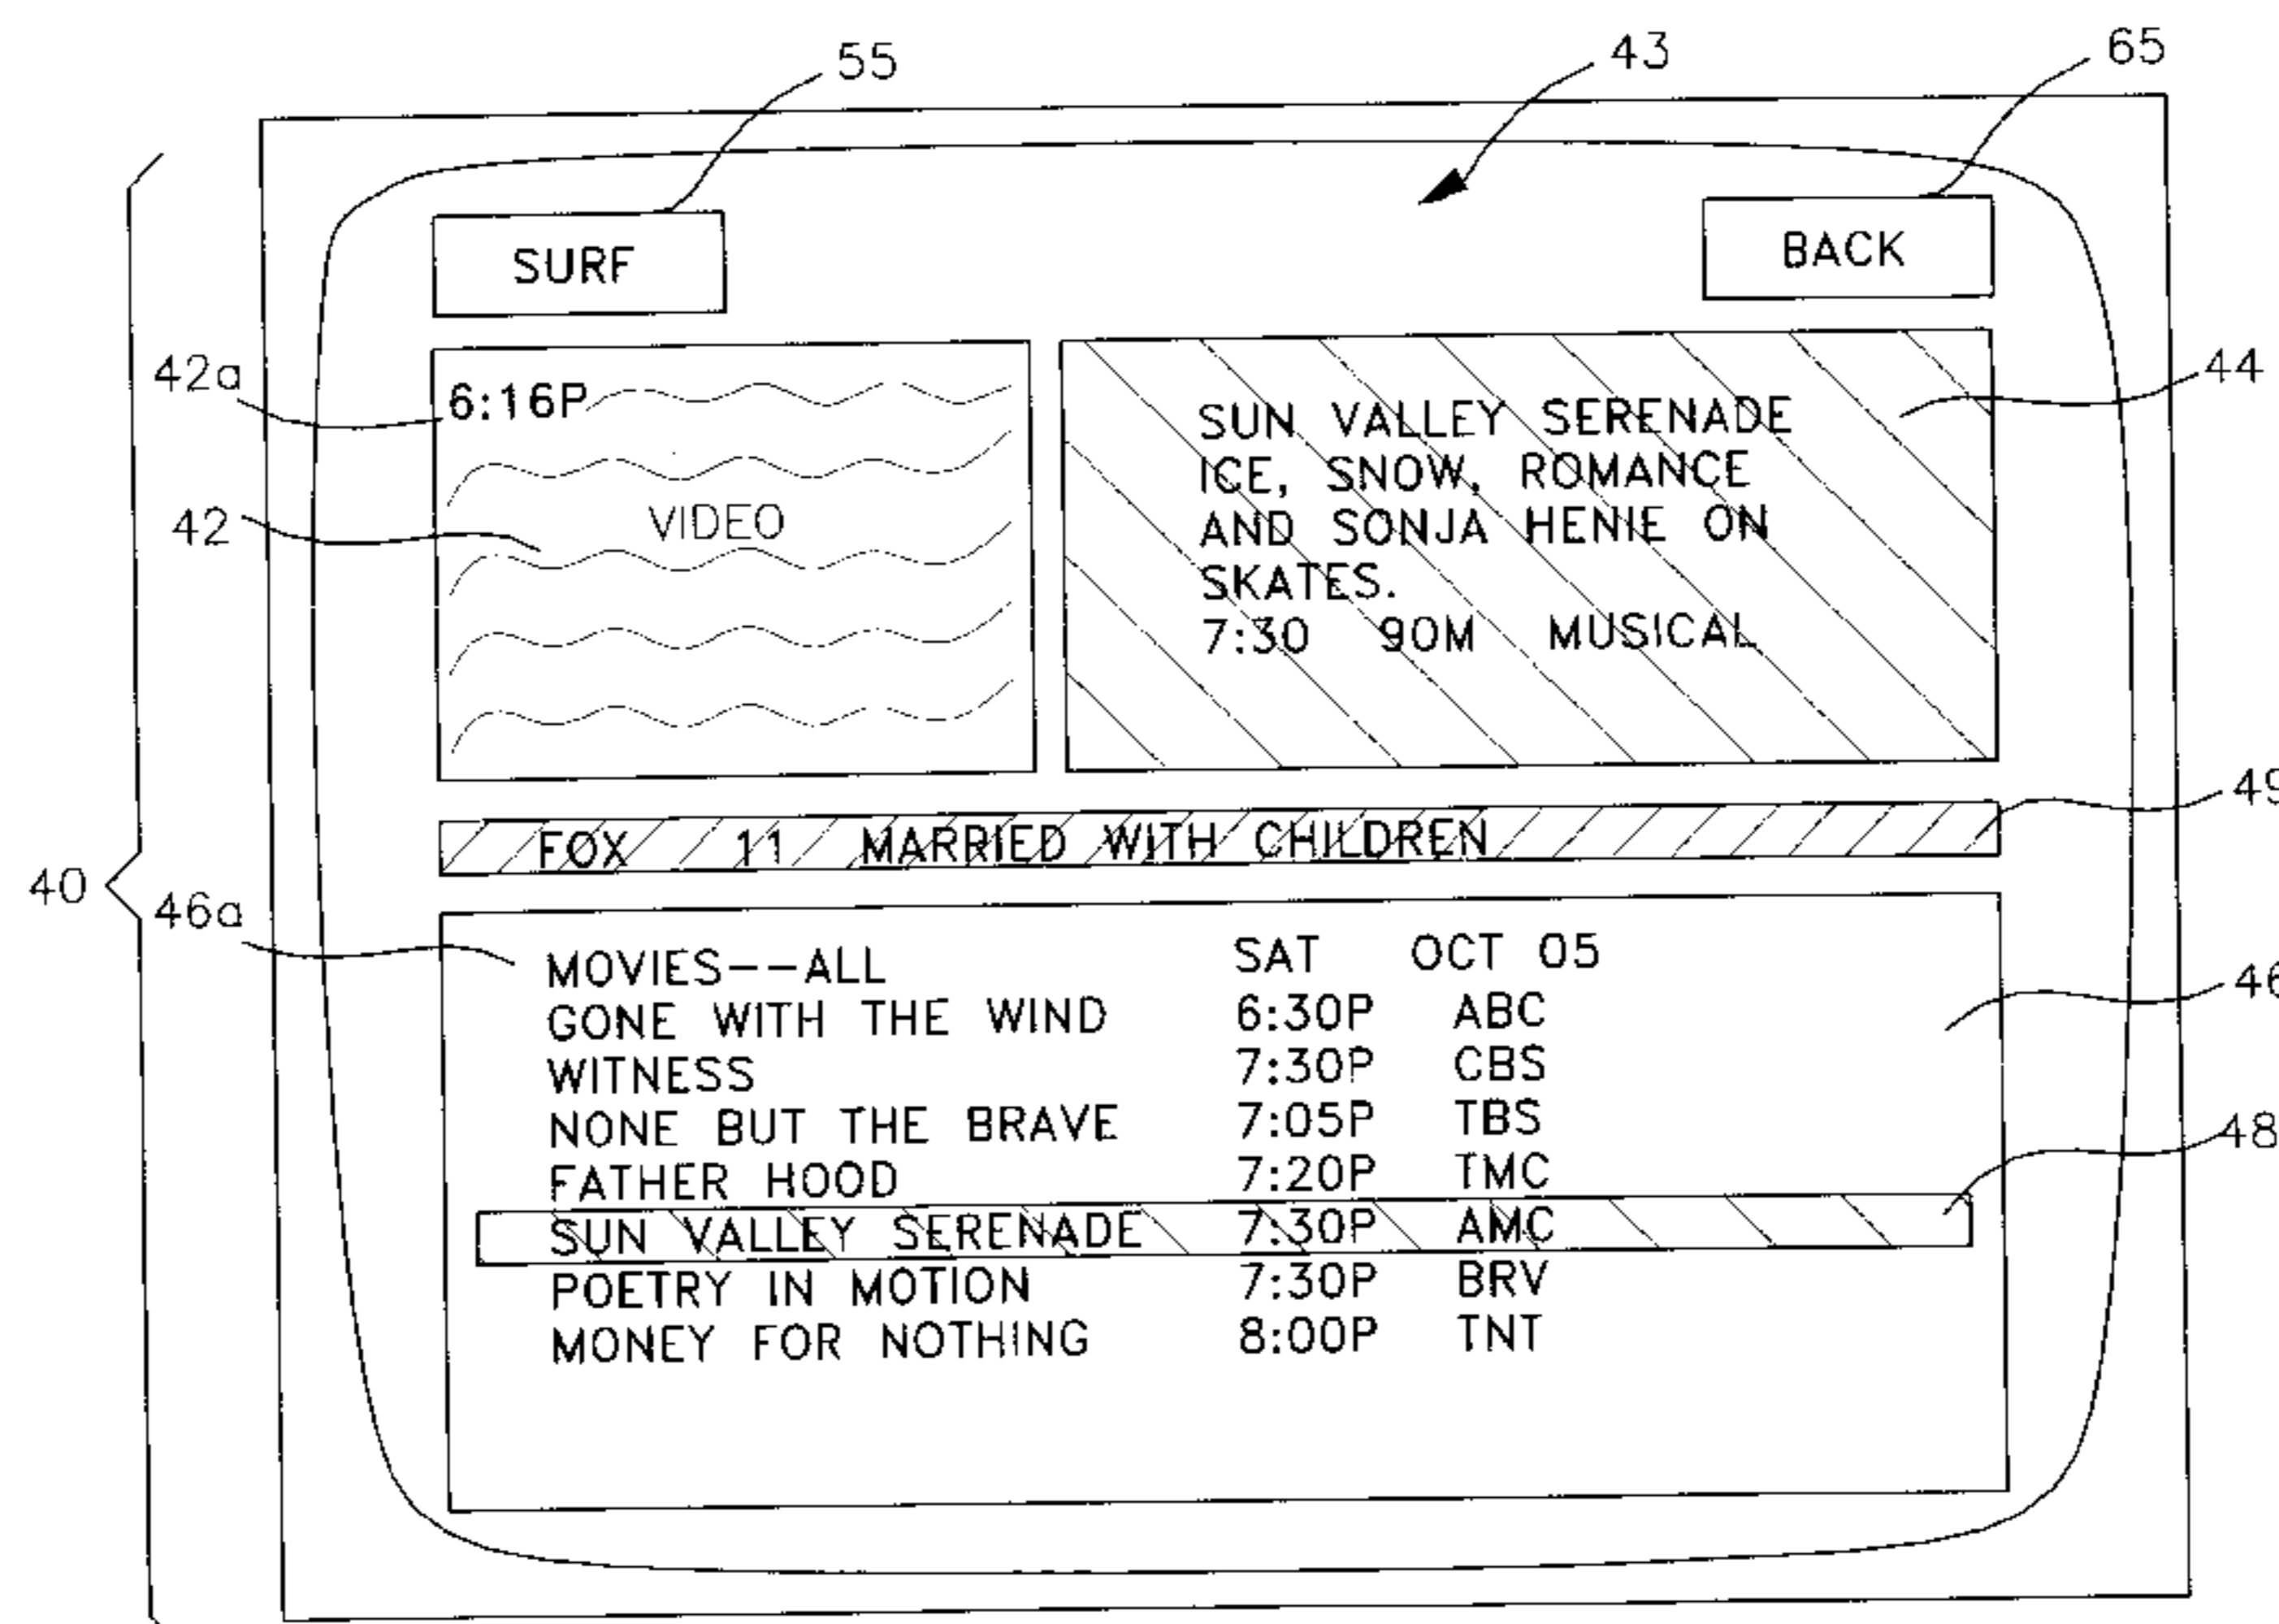 55
43
65
SURF
BACK
42a
6:16P
44
SUN VALLEY SERENADE
ICE, SNOW, ROMANCE
AND SONJA HENIE ON
SKATES.
7:30 90M MUSICAL
42
VIDEO
49
FOX 11 MARRIED WITH CHILDREN
40
46a
MOVIES--ALL SAT OCT 05
46
GONE WITH THE WIND 6:30P ABC
WITNESS 7:30P CBS
NONE BUT THE BRAVE 7:05P TBS
48
FATHER HOOD 7:20P TMC
SUN VALLEY SERENADE 7:30P AMC
POETRY IN MOTION 7:30P BRV
MONEY FOR NOTHING 8:00P TNT